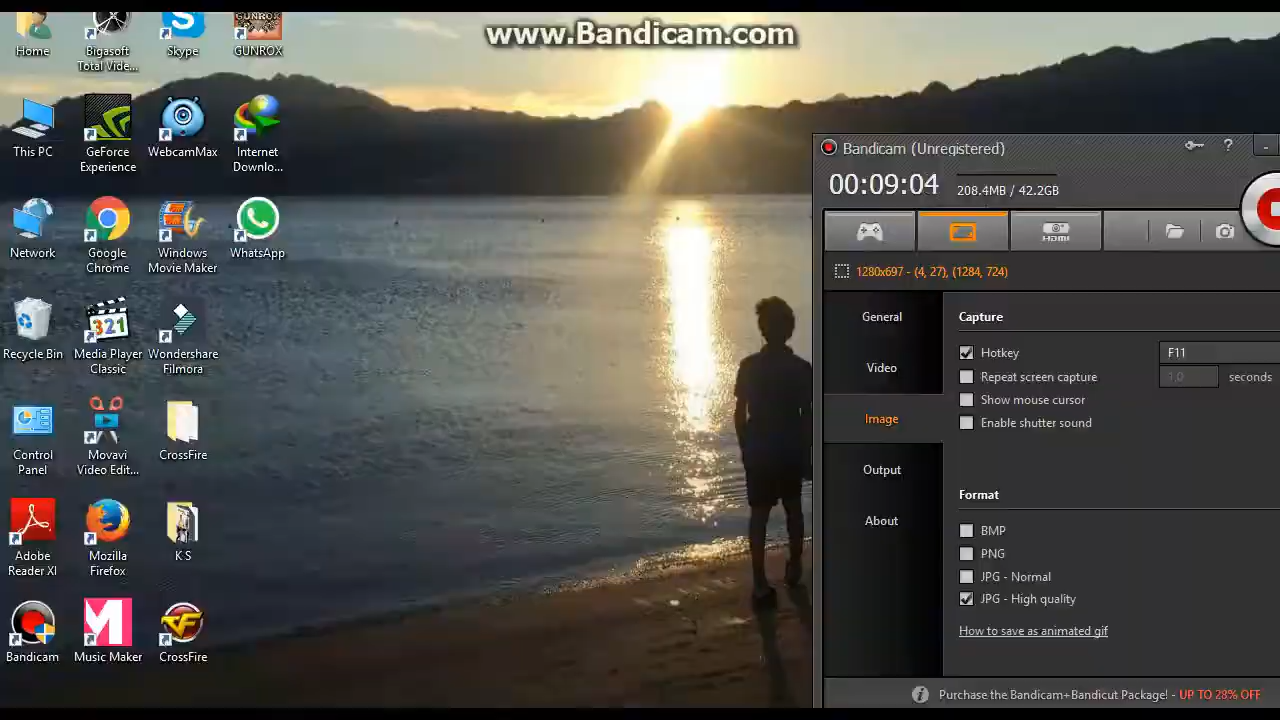 www.Bandicam.com
Home
Bigasoft
Total Vide...
Skype
GUNROX
This PC
GeForce
Experience
WebcamMax
Internet
Downlo...
Network
Google
Chrome
Windows
Movie Maker
WhatsApp
Recycle Bin
321
Media Player
Classic
Wondershare
Filmora
Control
Panel
Movavi
Video Edit...
CrossFire
Adobe
Reader XI
Mozilla
Firefox
K S
Bandicam
Music Maker
CrossFire
Bandicam (Unregistered)
00:09:04
208.4MB / 42.2GB
HDMI
1280x697 - (4, 27), (1284, 724)
General
Video
Image
Output
About
Capture
Hotkey
F11
Repeat screen capture
1.0
seconds
Show mouse cursor
Enable shutter sound
Format
BMP
PNG
JPG - Normal
JPG - High quality
How to save as animated gif
Purchase the Bandicam+Bandicut Package! - UP TO 28% OFF